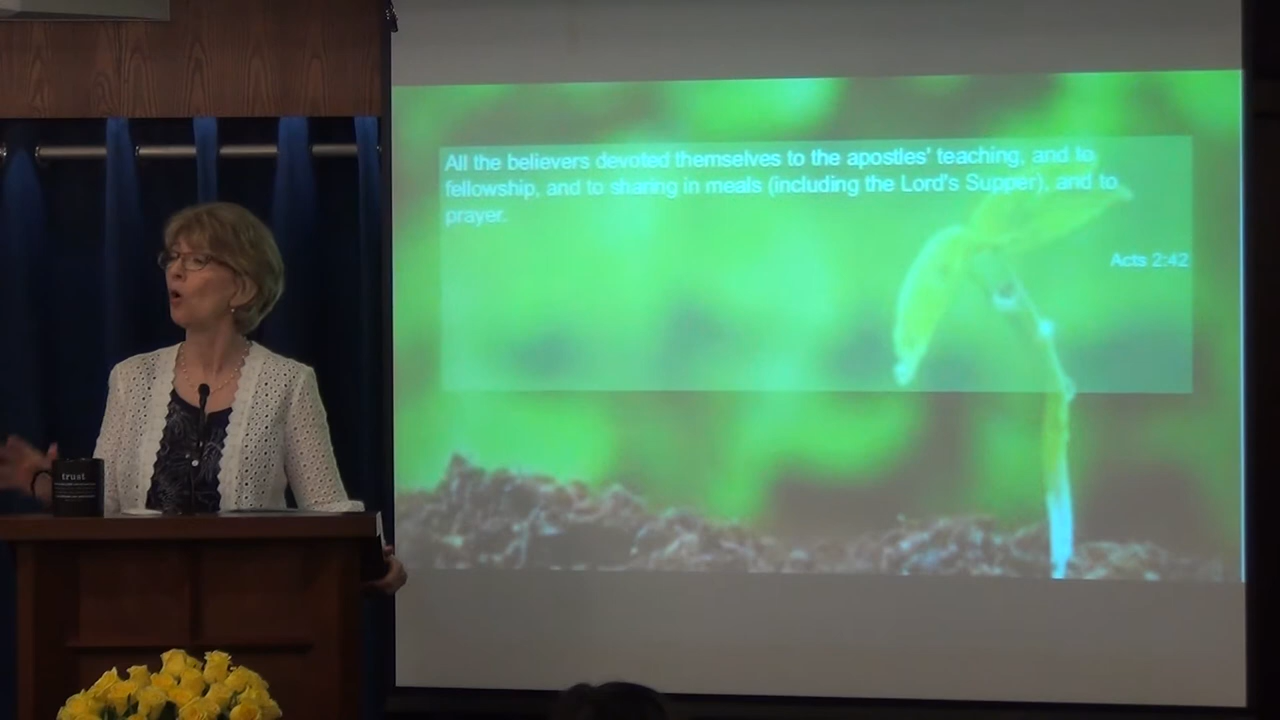 All the believers devoted themselves to the apostles' teaching, and to
fellowship, and to sharing in meals (including the Lord's Supper), and to
prayer.
Acts 2:42
trust